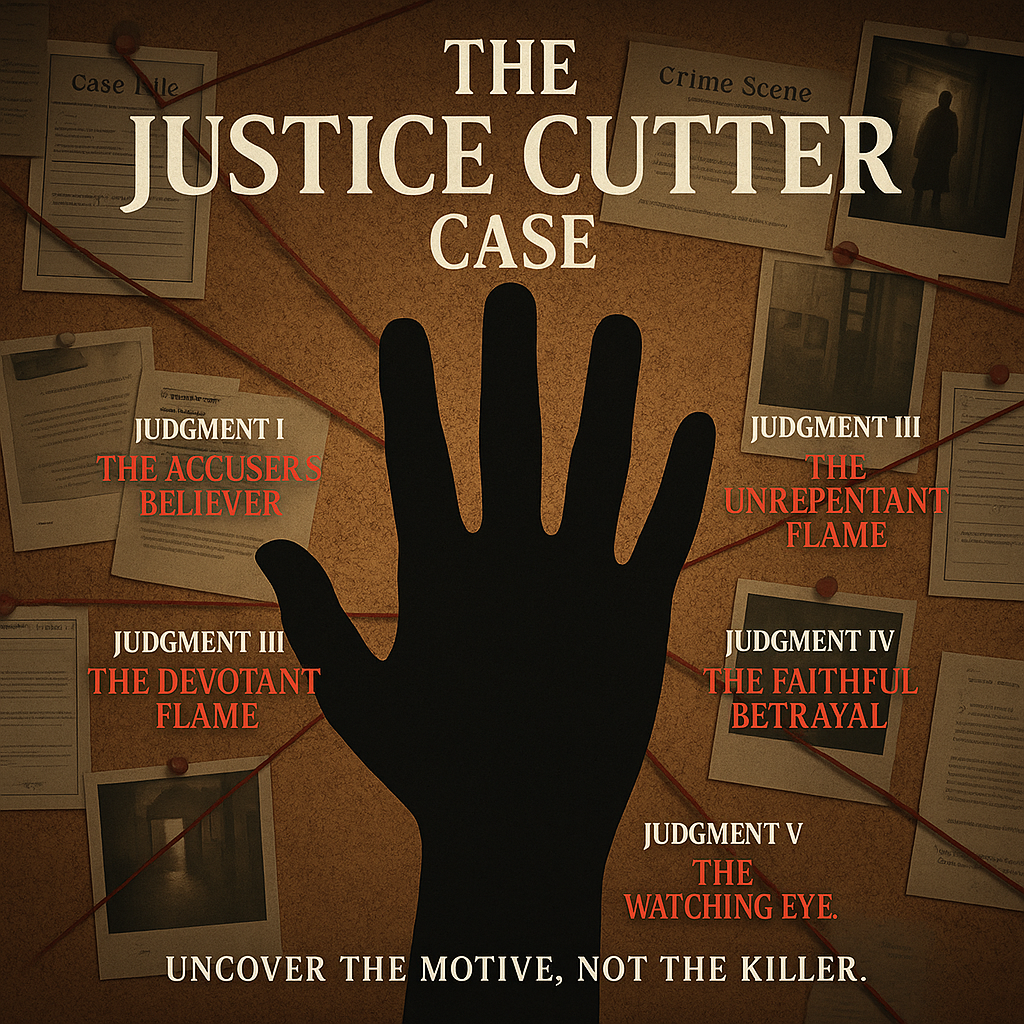 THE
JUSTICE CUTTER
CASE
Case File
Crime Scene
JUDGMENT I
THE ACCUSERS
BELIEVER
JUDGMENT III
THE
UNREPENTANT
FLAME
JUDGMENT III
THE DEVOTANT
FLAME
JUDGMENT IV
THE FAITHFUL
BETRAYAL
JUDGMENT V
THE
WATCHING EYE.
UNCOVER THE MOTIVE, NOT THE KILLER.